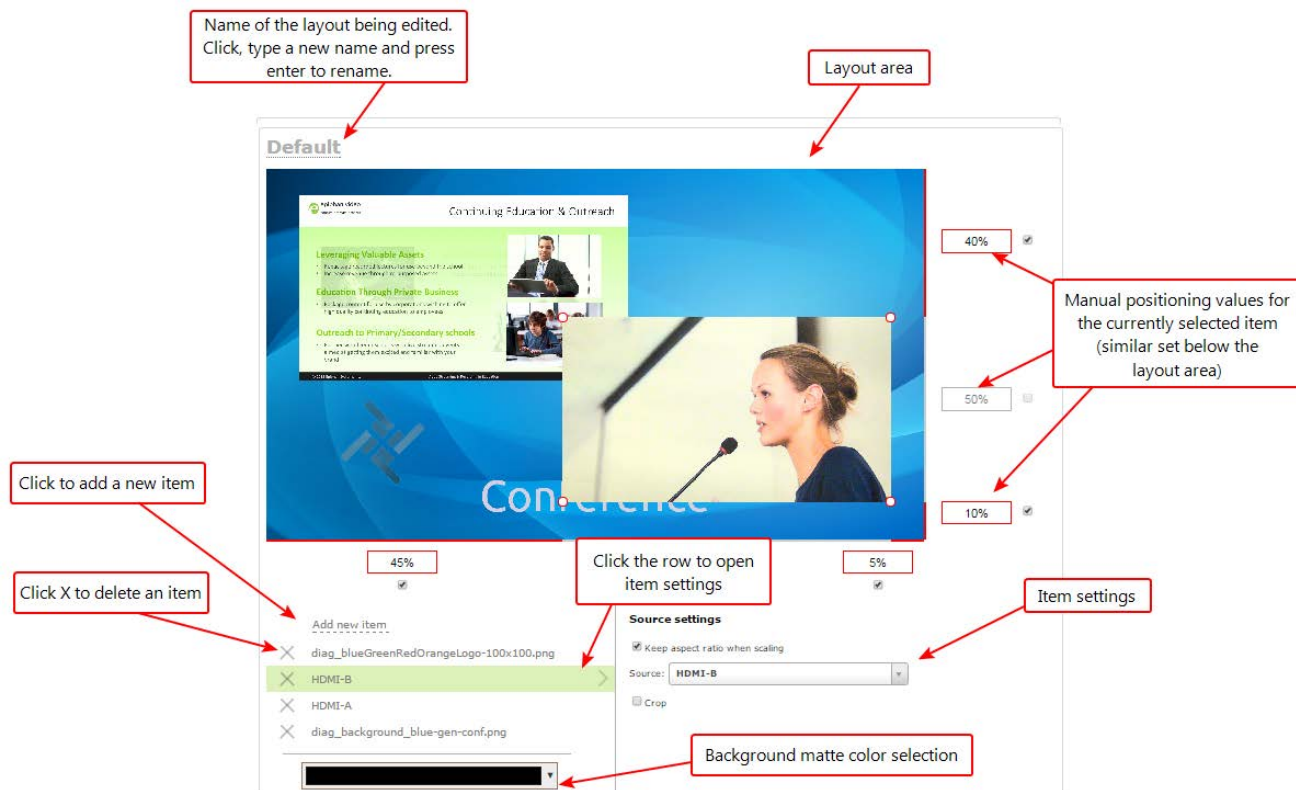 Name of the layout being edited.
Click, type a new name and press
enter to rename.
Layout area
Default
epiphan video
Continuing Education & Outreach
Leveraging Valuable Assets
Education Through Private Business
Outreach to Primary/Secondary schools
brand
Conference
40%
50%
10%
Manual positioning values for
the currently selected item
(similar set below the
layout area)
45%
5%
Click to add a new item
Click X to delete an item
Click the row to open
item settings
Item settings
Add new item
diag_blueGreenRedOrangeLogo-100x100.png
HDMI-B
HDMI-A
diag_background_blue-gen-conf.png
Source settings
Keep aspect ratio when scaling
Source: HDMI-B
Crop
Background matte color selection